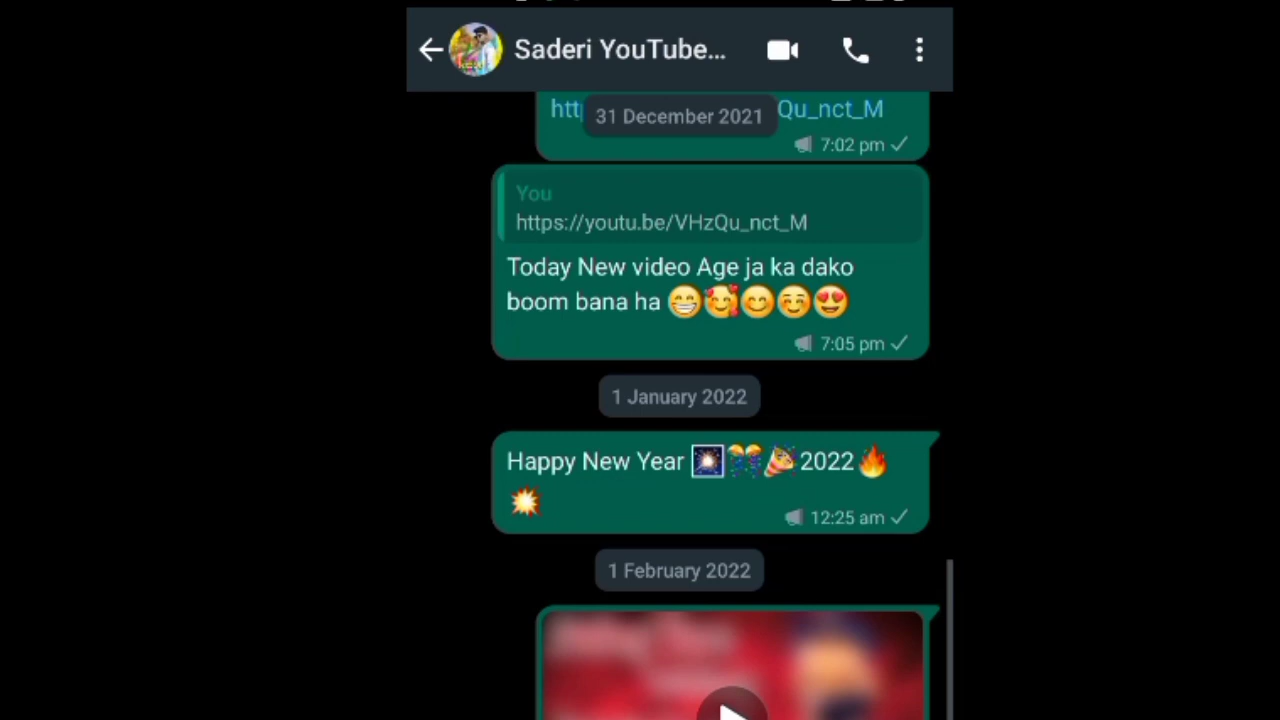 Saderi YouTube...
31 December 2021
htt Qu_nct_M
7:02 pm
You
https://youtu.be/VHzQu_nct_M
Today New video Age ja ka dako
boom bana ha 😁🥰😊☺️😍
7:05 pm
1 January 2022
Happy New Year 🎆🎊🎉2022🔥
💥
12:25 am
1 February 2022